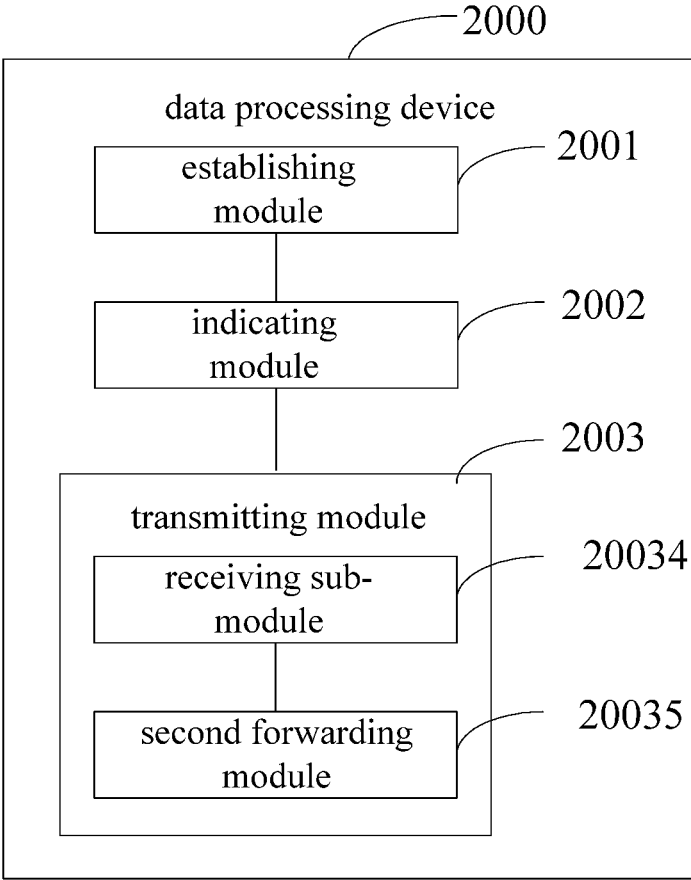 2000
data processing device
establishing
module
2001
indicating
module
2002
2003
transmitting module
receiving sub-
module
20034
second forwarding
module
20035